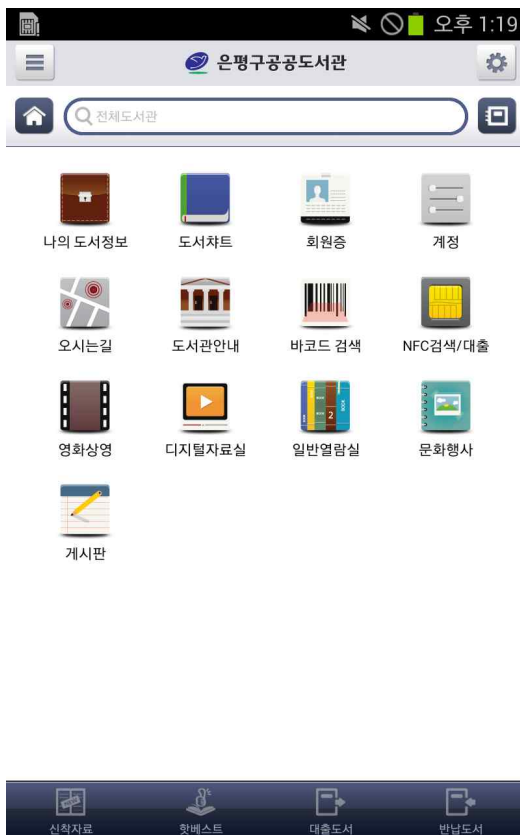 오후 1:19
은평구공공도서관
전체도서관
나의 도서정보
도서챠트
회원증
계정
오시는길
도서관안내
바코드 검색
NFC검색/대출
영화상영
디지털자료실
일반열람실
문화행사
게시판
신착자료
핫베스트
대출도서
반납도서